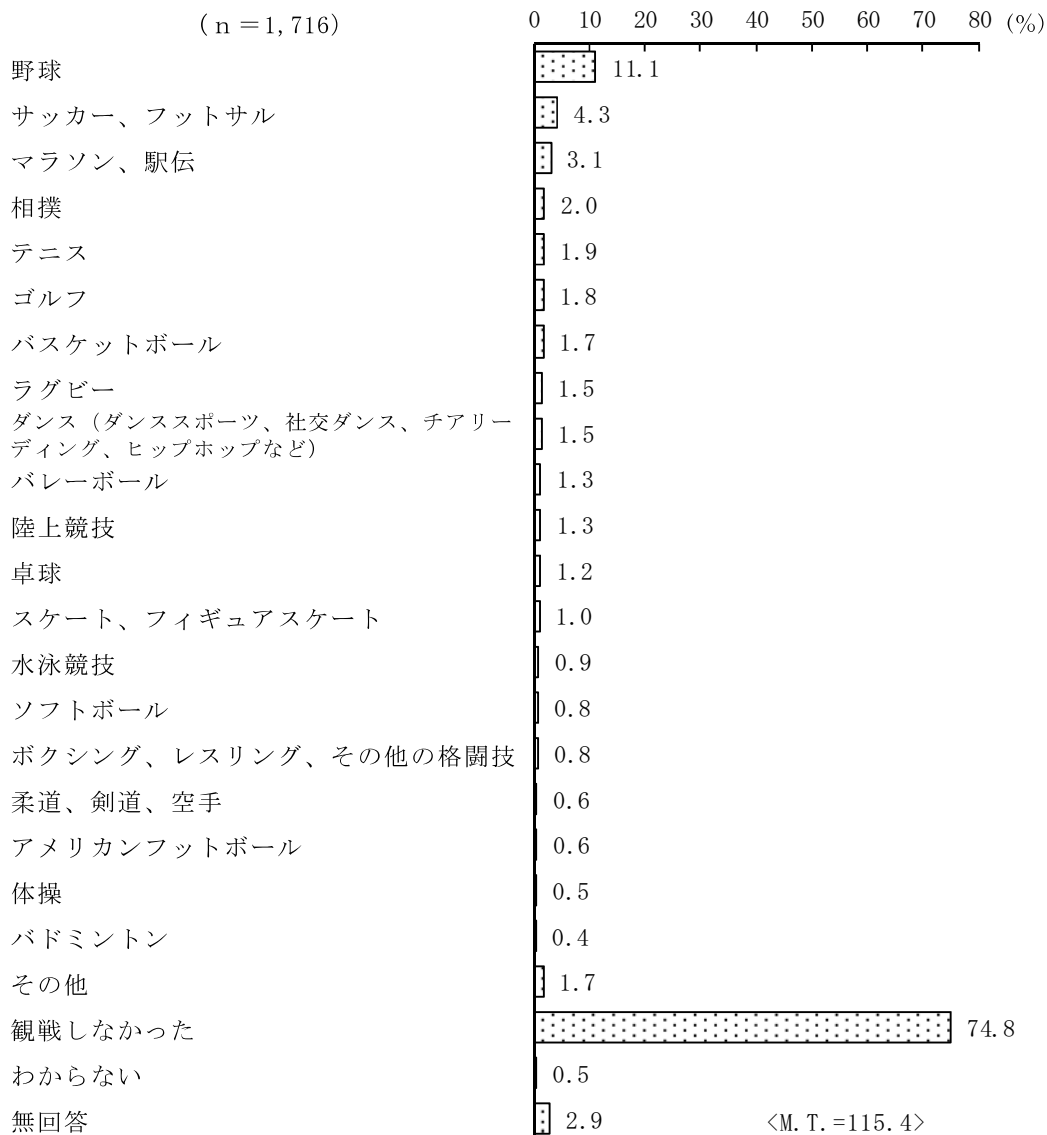 (n=1,716)
0 10 20 30 40 50 60 70 80 (%)
野球 11.1
サッカー、フットサル 4.3
マラソン、駅伝 3.1
相撲 2.0
テニス 1.9
ゴルフ 1.8
バスケットボール 1.7
ラグビー 1.5
ダンス（ダンススポーツ、社交ダンス、チアリー
ディング、ヒップホップなど） 1.5
バレーボール 1.3
陸上競技 1.3
卓球 1.2
スケート、フィギュアスケート 1.0
水泳競技 0.9
ソフトボール 0.8
ボクシング、レスリング、その他の格闘技 0.8
柔道、剣道、空手 0.6
アメリカンフットボール 0.6
体操 0.5
バドミントン 0.4
その他 1.7
観戦しなかった 74.8
わからない 0.5
無回答 2.9 <M.T.=115.4>